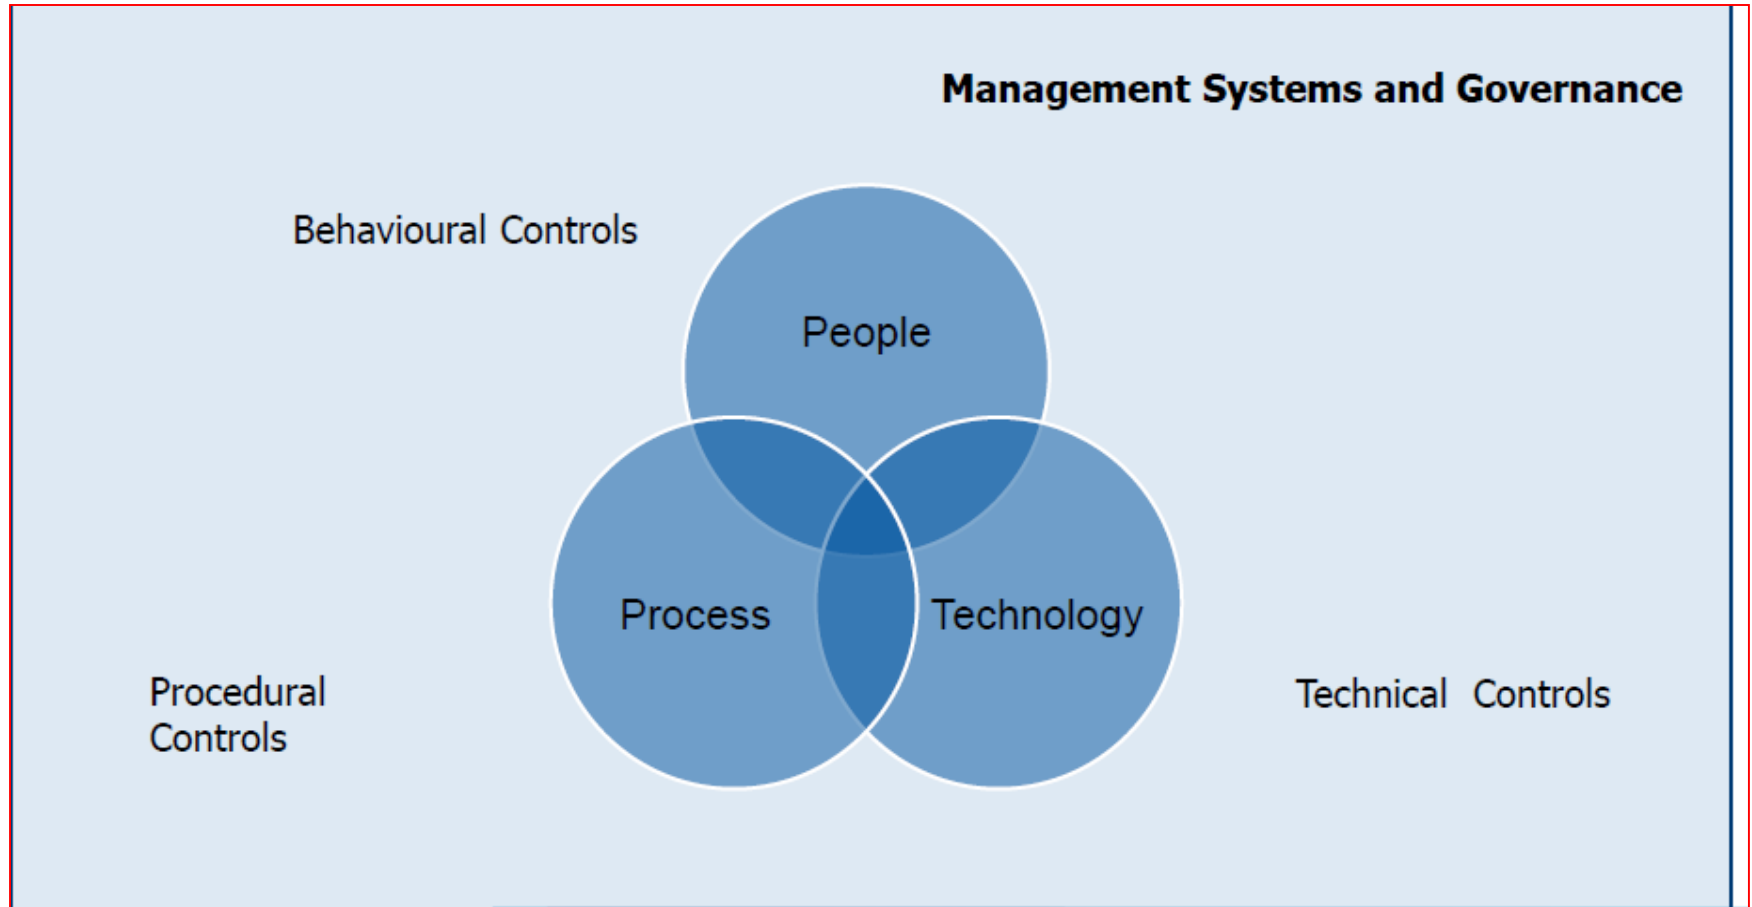 Management Systems and Governance
Behavioural Controls
People
Process
Technology
Procedural
Controls
Technical Controls